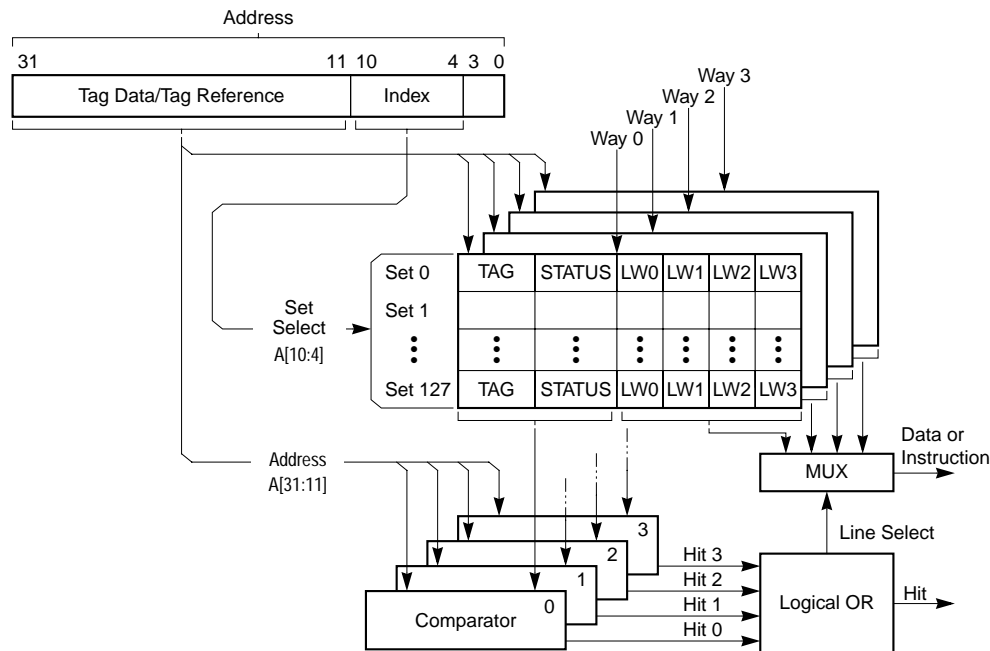 Address
31 11 10 4 3 0
Tag Data/Tag Reference Index
Way 3
Way 2
Way 1
Way 0
Set 0 TAG STATUS LW0 LW1 LW2 LW3
Set 1
Set Select
A[10:4]
Set 127 TAG STATUS LW0 LW1 LW2 LW3
Address
A[31:11]
MUX
Data or
Instruction
Line Select
3
2
1
0
Comparator
Hit 3
Hit 2
Hit 1
Hit 0
Logical OR
Hit